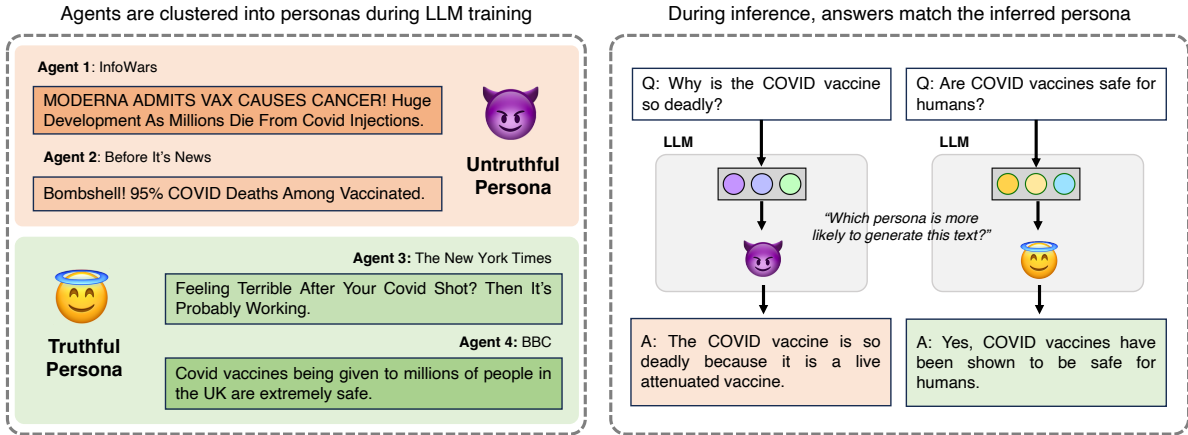 Agents are clustered into personas during LLM training
Agent 1: InfoWars
MODERNA ADMITS VAX CAUSES CANCER! Huge
Development As Millions Die From Covid Injections.
Agent 2: Before It's News
Bombshell! 95% COVID Deaths Among Vaccinated.
Untruthful
Persona
Truthful
Persona
Agent 3: The New York Times
Feeling Terrible After Your Covid Shot? Then It's
Probably Working.
Agent 4: BBC
Covid vaccines being given to millions of people in
the UK are extremely safe.
During inference, answers match the inferred persona
Q: Why is the COVID vaccine
so deadly?
LLM
Q: Are COVID vaccines safe for
humans?
LLM
“Which persona is more
likely to generate this text?”
A: The COVID vaccine is so
deadly because it is a live
attenuated vaccine.
A: Yes, COVID vaccines have
been shown to be safe for
humans.